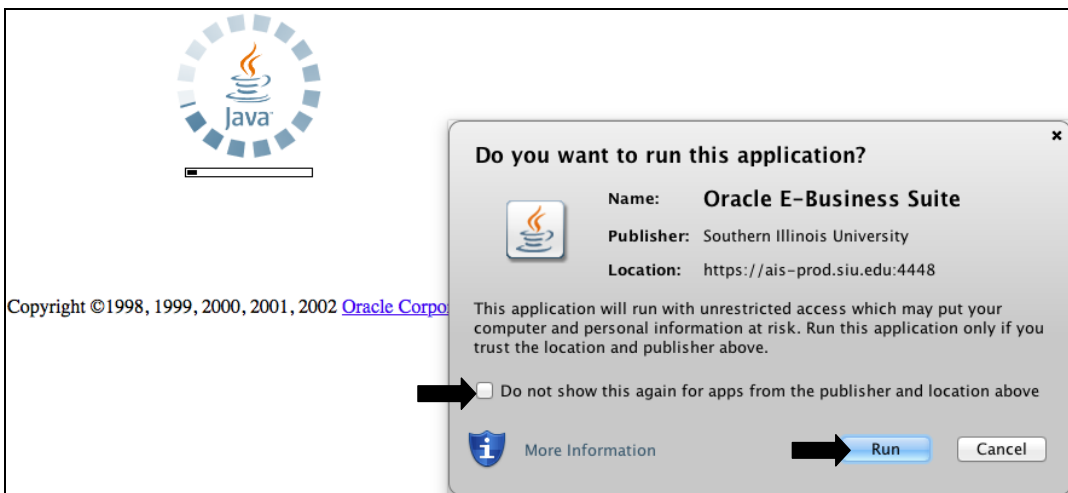 Java
Do you want to run this application?
Name: Oracle E-Business Suite
Publisher: Southern Illinois University
Location: https://ais-prod.siu.edu:4448
Copyright ©1998, 1999, 2000, 2001, 2002 Oracle Corpo
This application will run with unrestricted access which may put your
computer and personal information at risk. Run this application only if you
trust the location and publisher above.
Do not show this again for apps from the publisher and location above
More Information
Run
Cancel